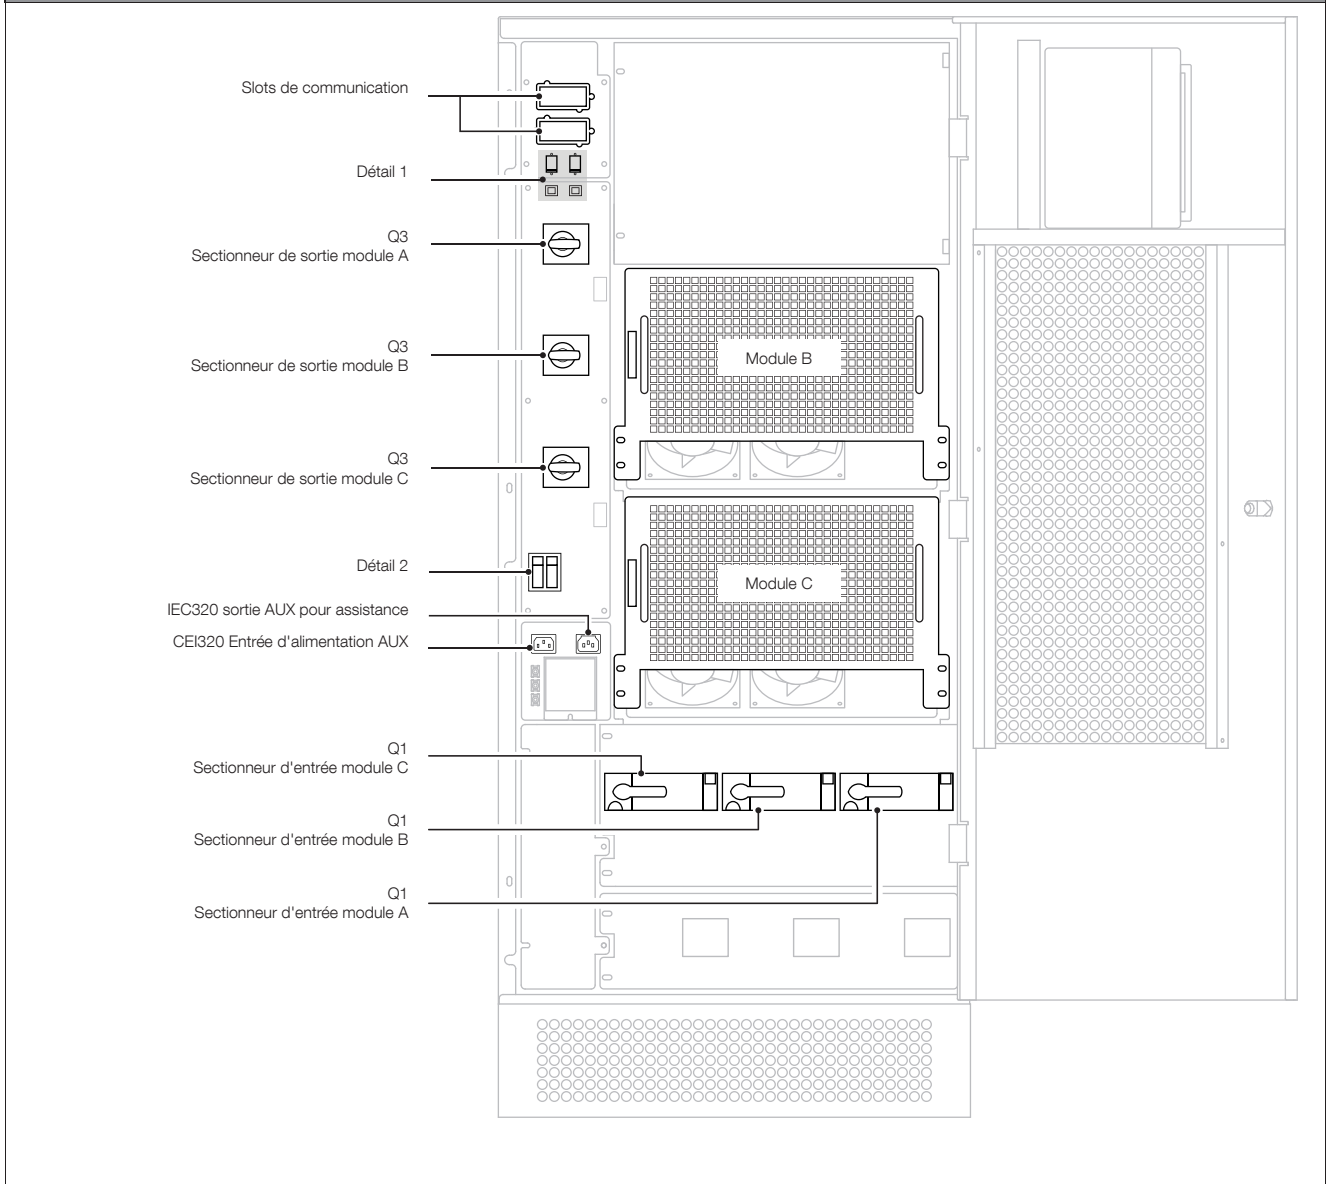 Slots de communication
Détail 1
Q3
Sectionneur de sortie module A
Q3
Sectionneur de sortie module B
Module B
Q3
Sectionneur de sortie module C
Détail 2
Module C
IEC320 sortie AUX pour assistance
CEI320 Entrée d'alimentation AUX
Q1
Sectionneur d'entrée module C
Q1
Sectionneur d'entrée module B
Q1
Sectionneur d'entrée module A